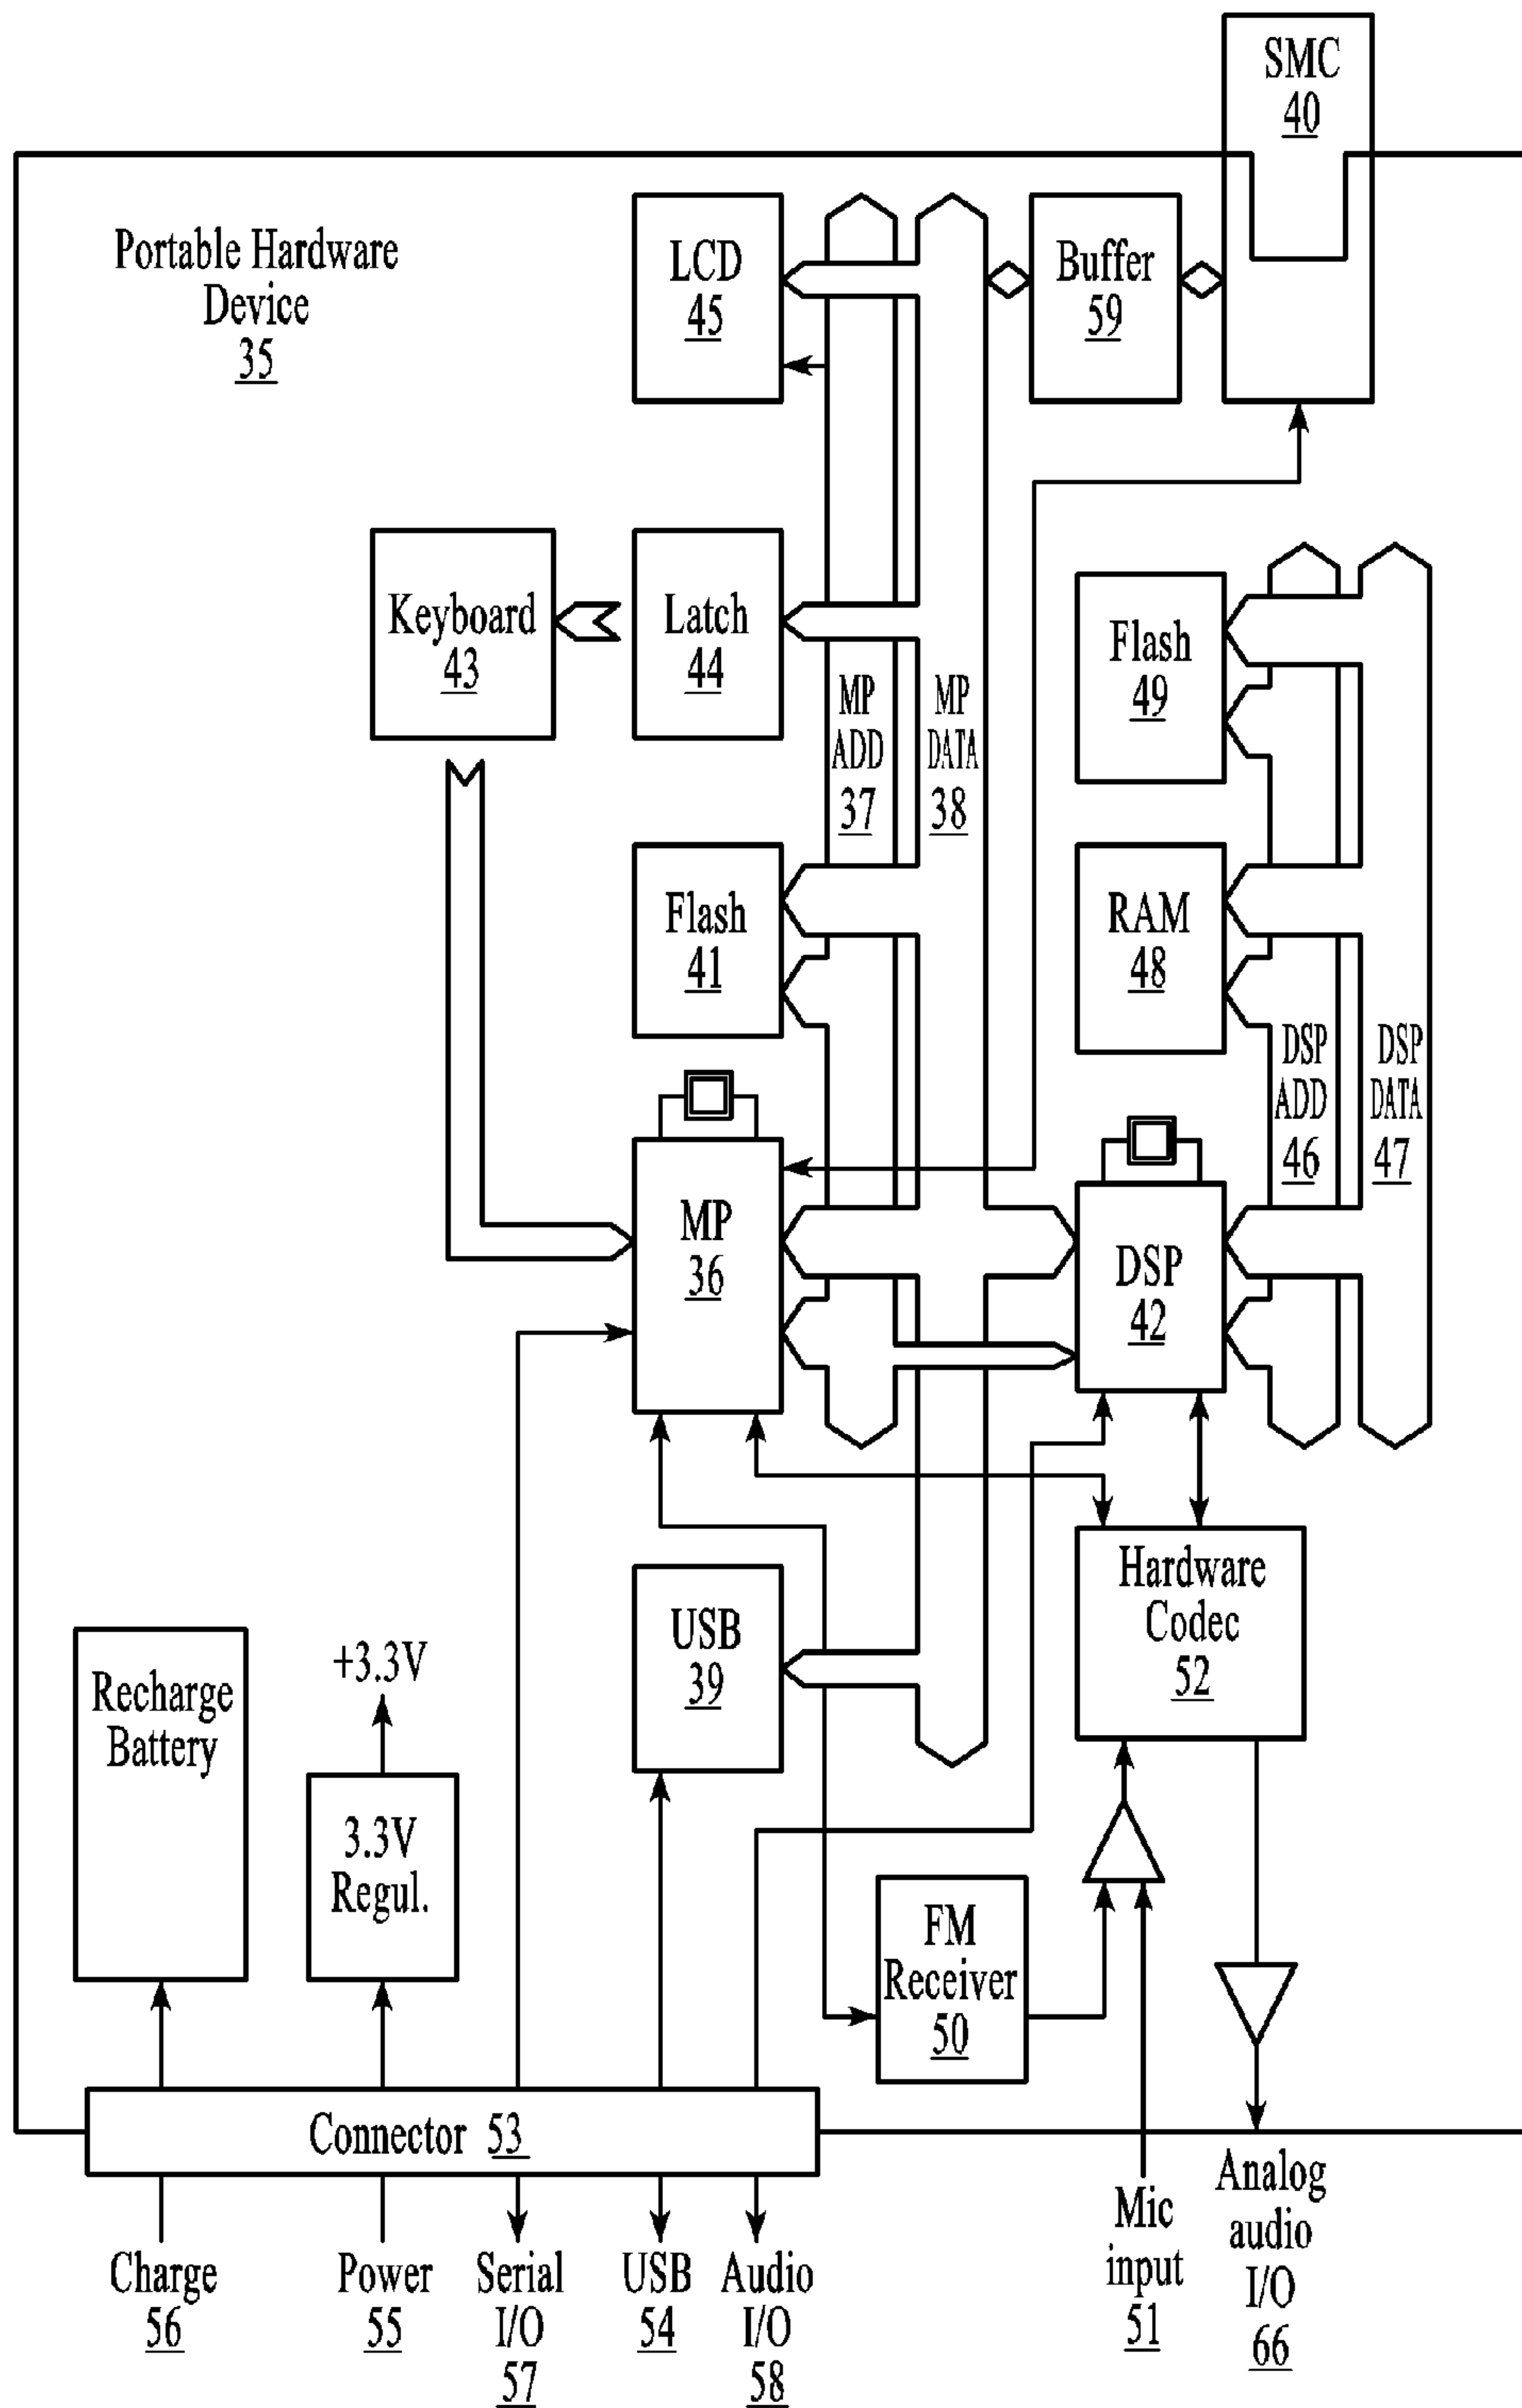 SMC
40
Portable Hardware
Device
35
LCD
45
Buffer
59
Keyboard
43
Latch
44
MP
ADD
37
MP
DATA
38
Flash
49
Flash
41
RAM
48
DSP
ADD
46
DSP
DATA
47
MP
36
DSP
42
Hardware
Codec
52
USB
39
+3.3V
Recharge
Battery
3.3V
Regul.
FM
Receiver
50
Connector 53
Charge
56
Power
55
Serial
I/O
57
USB
54
Audio
I/O
58
Mic
input
51
Analog
audio
I/O
66